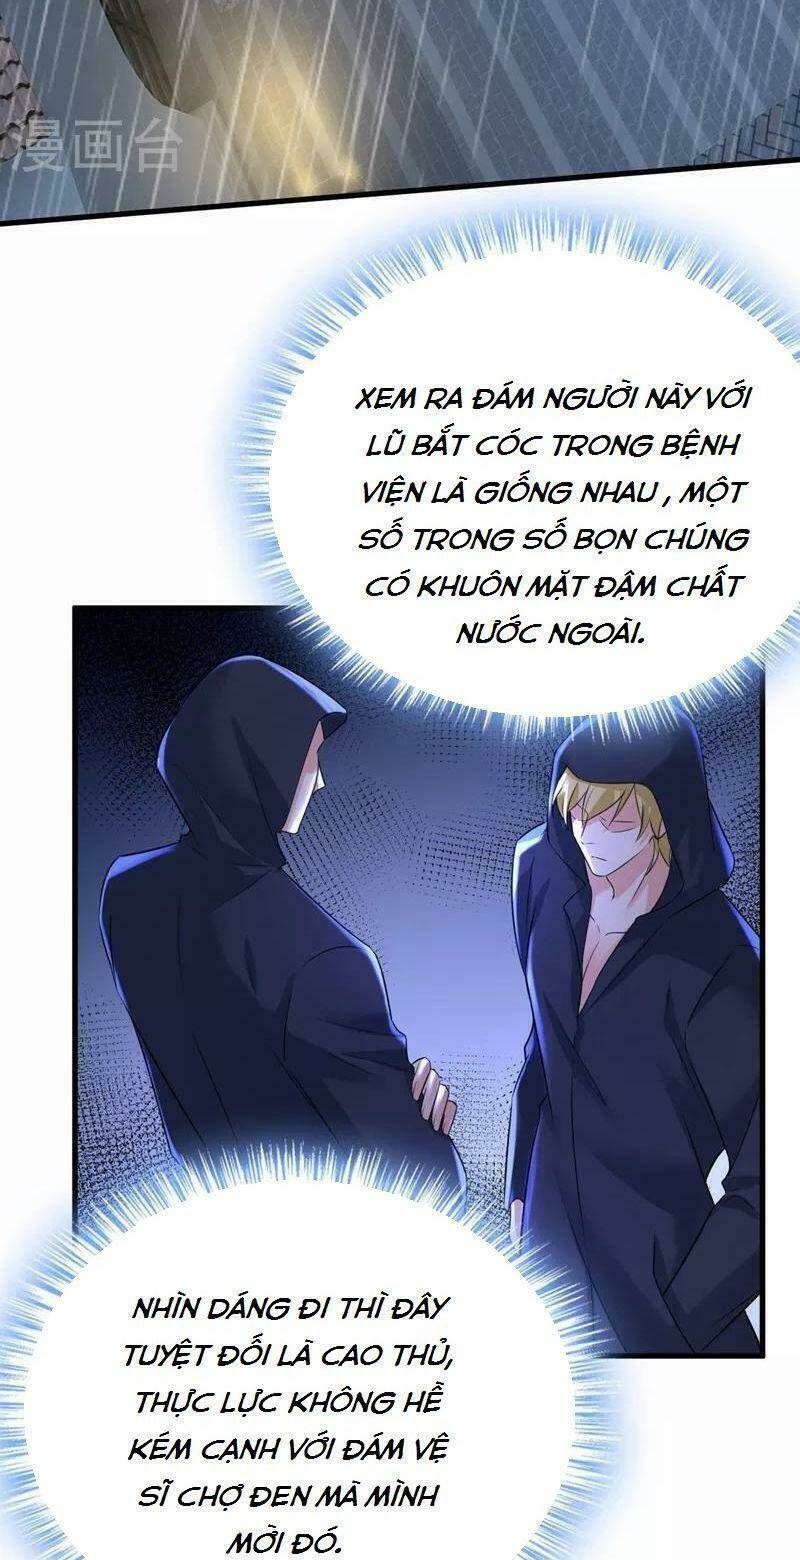 漫画台
XEM RA ĐÁM NGƯỜI NÀY VỚI
LŨ BẮT CÓC TRONG BỆNH
VIỆN LÀ GIỐNG NHAU , MỘT
SỐ TRONG SỐ BỌN CHÚNG
CÓ KHUÔN MẶT ĐẬM CHẤT
NƯỚC NGOÀI.
NHÌN DÁNG ĐI THÌ ĐÂY
TUYỆT ĐỐI LÀ CAO THỦ,
THỰC LỰC KHÔNG HỀ
KÉM CẠNH VỚI ĐÁM VỆ
SĨ CHỢ ĐEN MÀ MÌNH
MỜI ĐÓ.